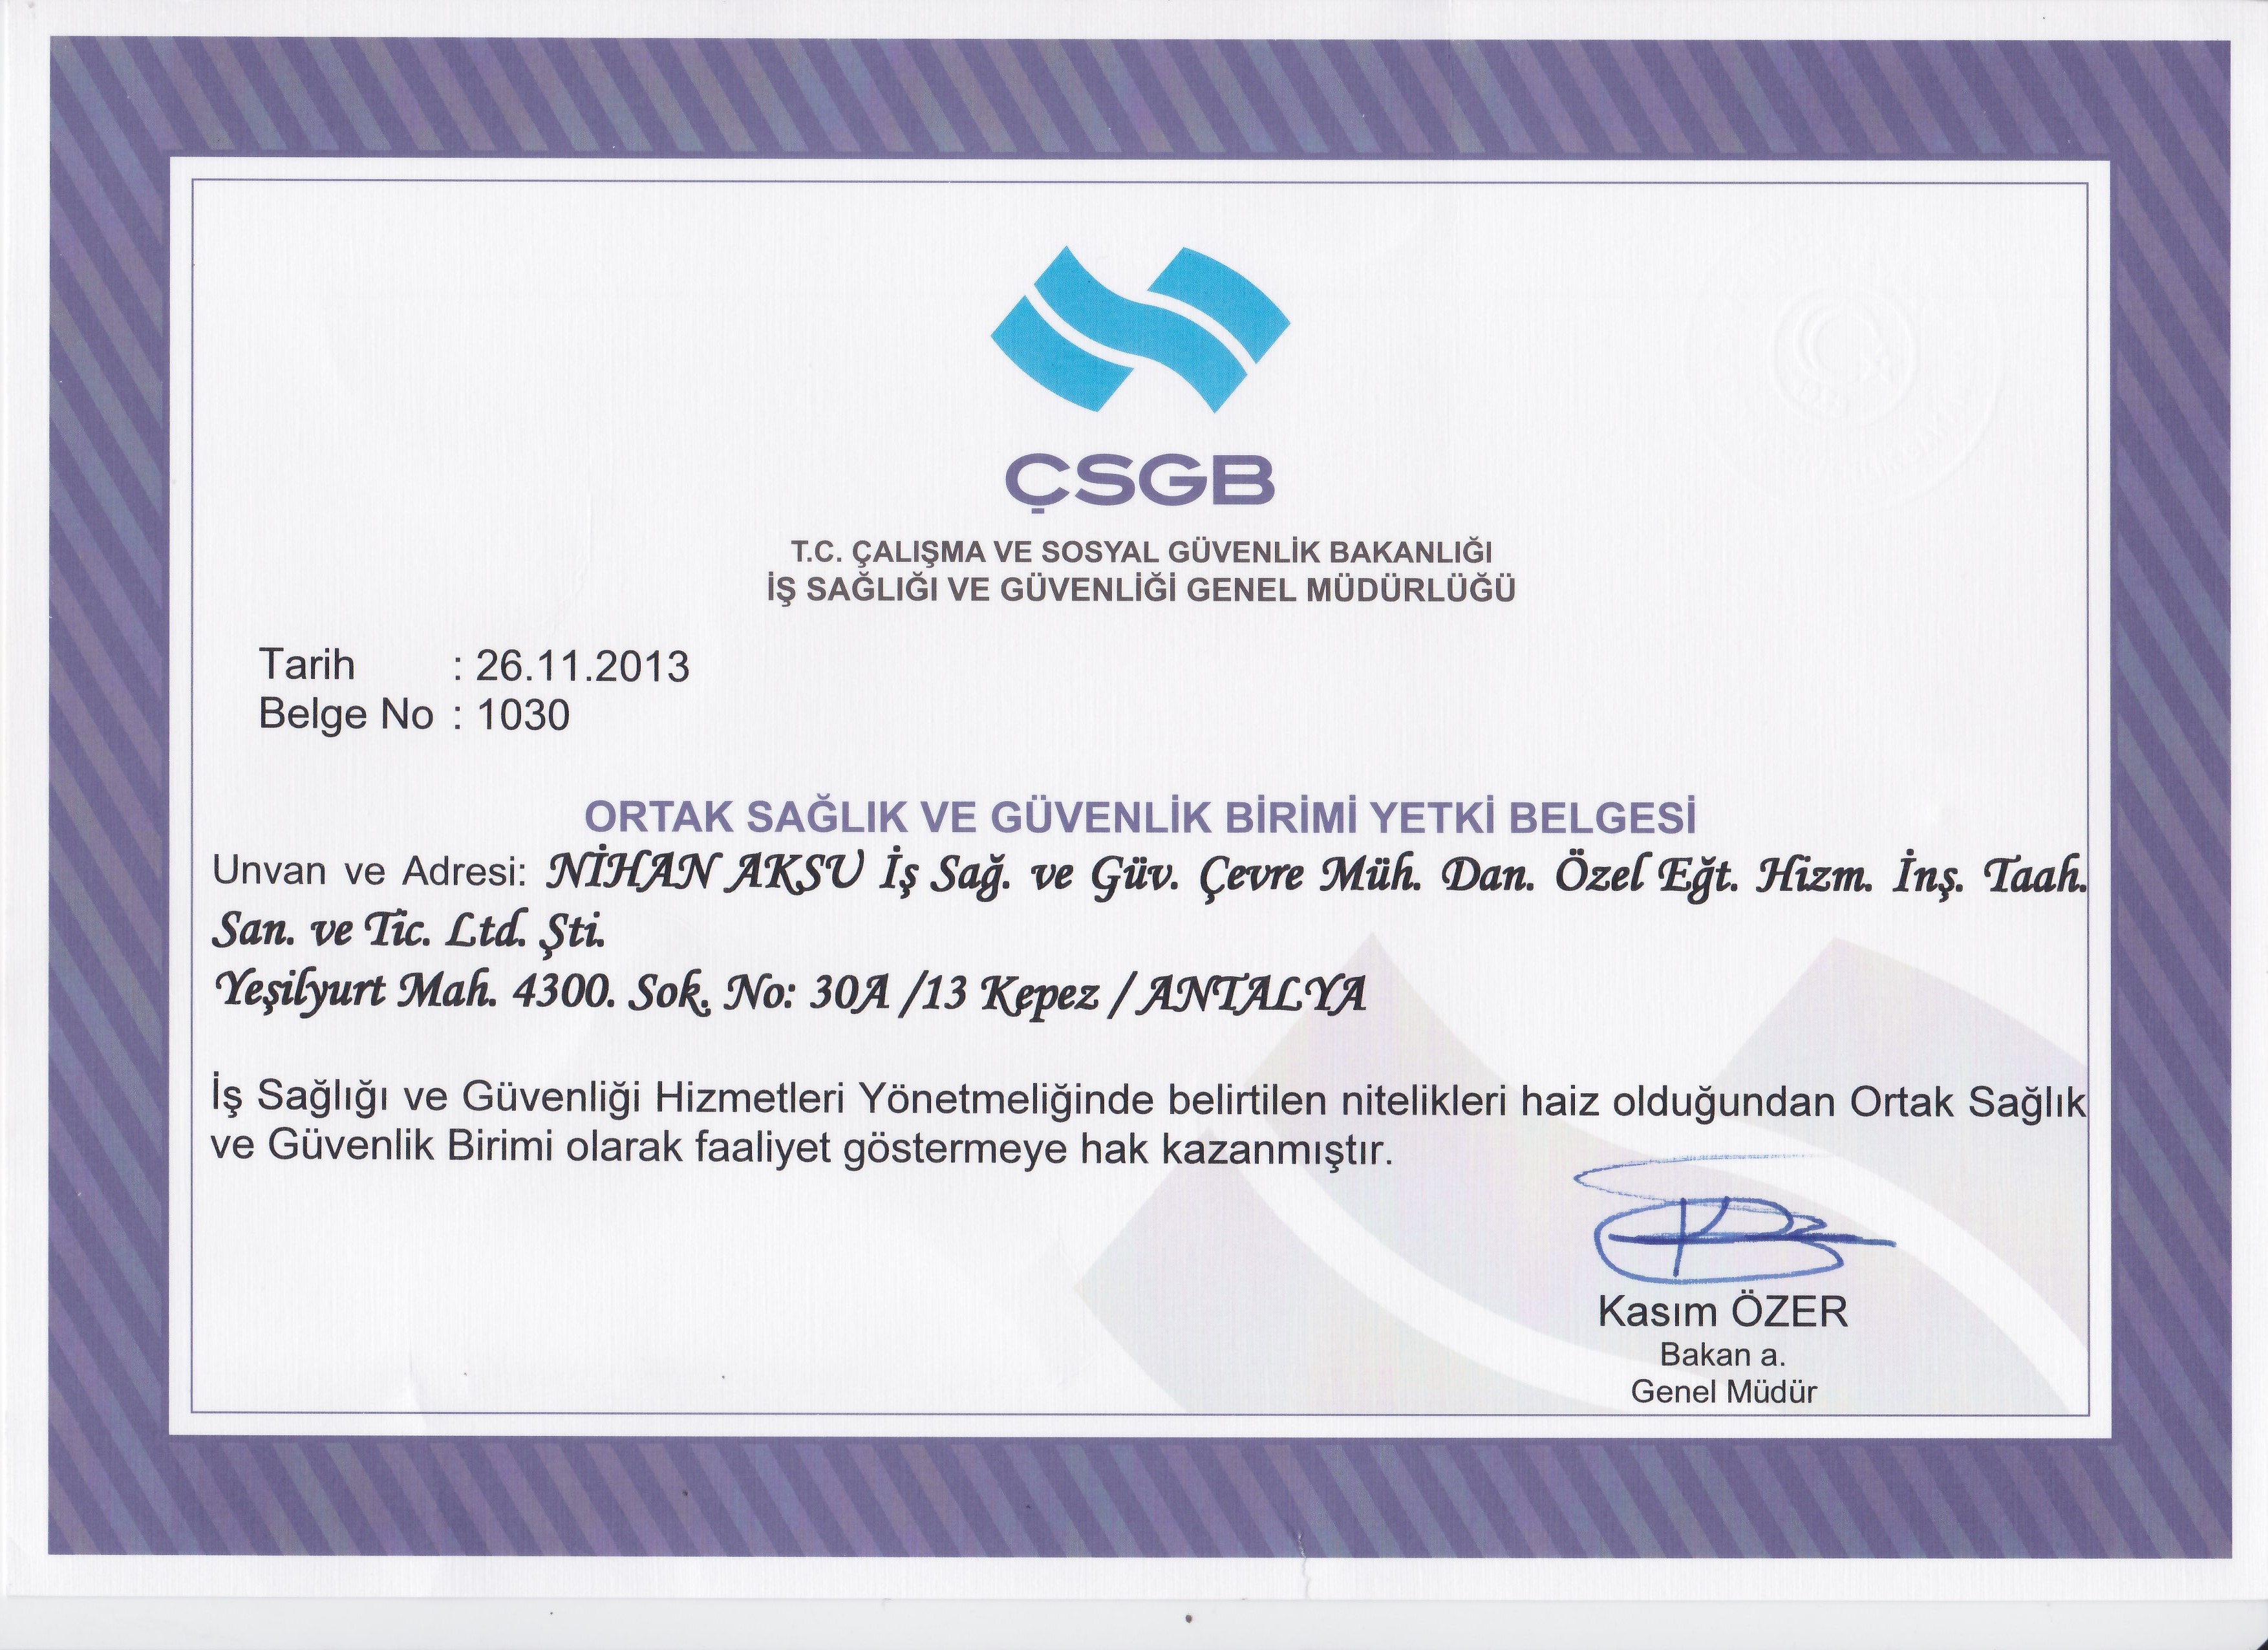 ÇSGB
T.C. ÇALIŞMA VE SOSYAL GÜVENLİK BAKANLIĞI
İŞ SAĞLIĞI VE GÜVENLİĞİ GENEL MÜDÜRLÜĞÜ
Tarih : 26.11.2013
Belge No : 1030
ORTAK SAĞLIK VE GÜVENLİK BİRİMİ YETKİ BELGESİ
Unvan ve Adresi: NİHAN AKSU İş Sağ. ve Güv. Çevre Müh. Dan. Özel Eğt. Hizm. İnş. Taah.
San. ve Tic. Ltd. Şti.
Yeşilyurt Mah. 4300. Sok. No: 30A /13 Kepez / ANTALYA
İş Sağlığı ve Güvenliği Hizmetleri Yönetmeliğinde belirtilen nitelikleri haiz olduğundan Ortak Sağlık
ve Güvenlik Birimi olarak faaliyet göstermeye hak kazanmıştır.
Kasım ÖZER
Bakan a.
Genel Müdür